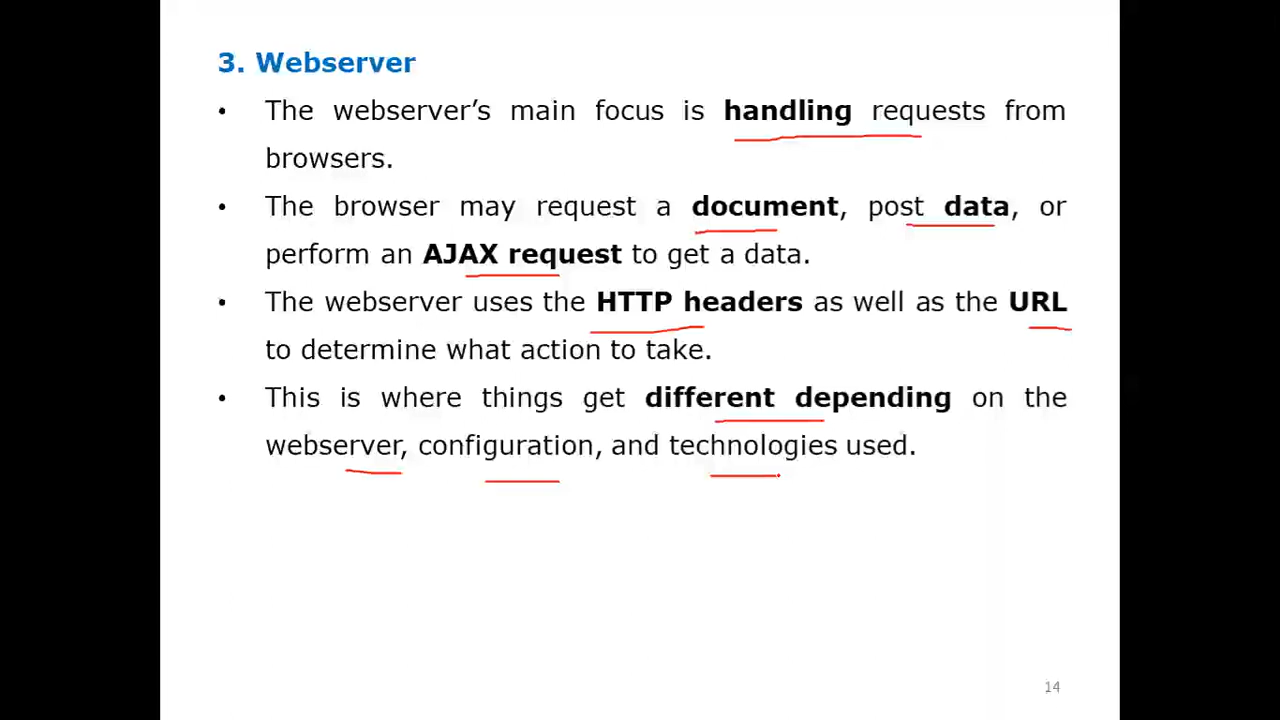 3. Webserver
• The webserver’s main focus is handling requests from
browsers.
• The browser may request a document, post data, or
perform an AJAX request to get a data.
• The webserver uses the HTTP headers as well as the URL
to determine what action to take.
• This is where things get different depending on the
webserver, configuration, and technologies used.
14